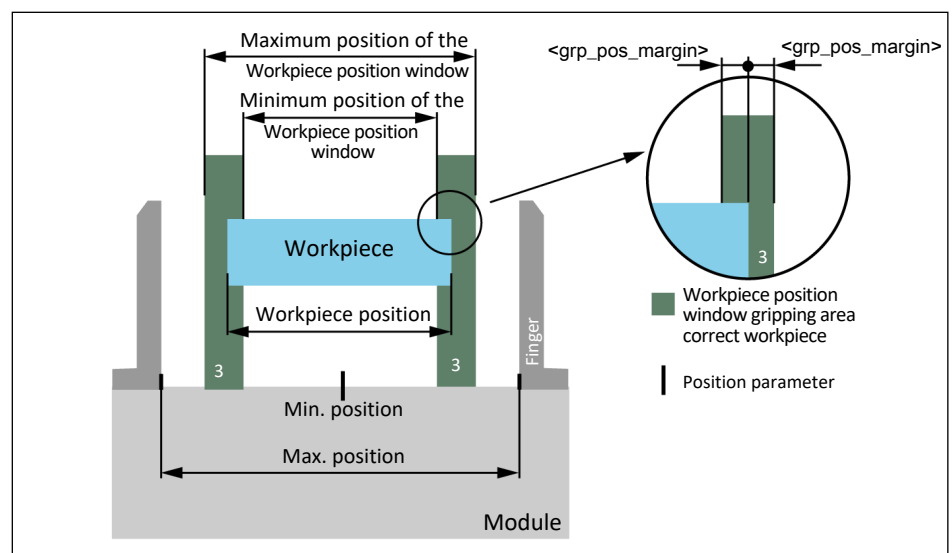 Maximum position of the
Workpiece position window
Minimum position of the
Workpiece position
window
<grp_pos_margin>
<grp_pos_margin>
Workpiece
Workpiece position
3
3
Finger
Min. position
Max. position
Module
3
Workpiece position
window gripping area
correct workpiece
Position parameter